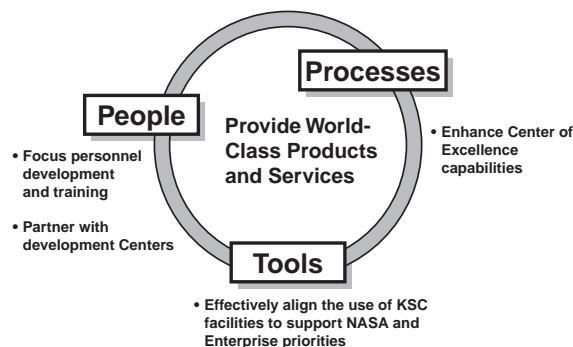 Processes
People
Provide World-
Class Products
and Services
• Enhance Center of
Excellence
capabilities
• Focus personnel
development
and training
• Partner with
development Centers
Tools
• Effectively align the use of KSC
facilities to support NASA and
Enterprise priorities